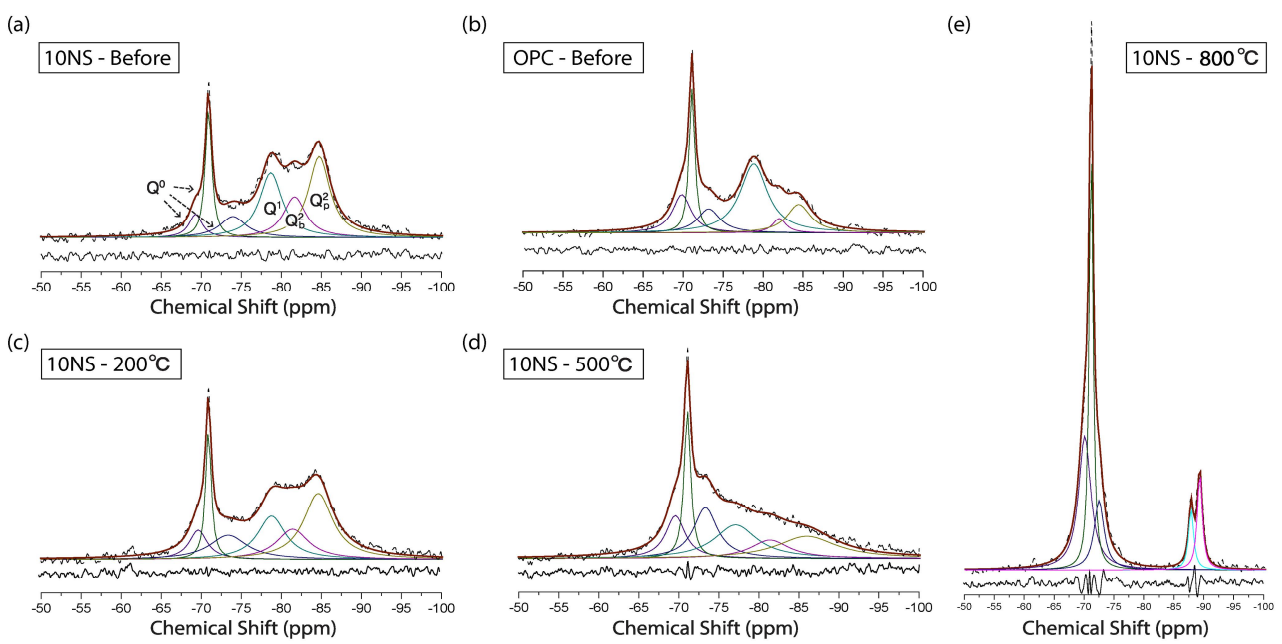 (a)
10NS - Before
Q⁰
Q¹
Q²b
Q²p
-50 -55 -60 -65 -70 -75 -80 -85 -90 -95 -100
Chemical Shift (ppm)
(b)
OPC - Before
-50 -55 -60 -65 -70 -75 -80 -85 -90 -95 -100
Chemical Shift (ppm)
(c)
10NS - 200℃
-50 -55 -60 -65 -70 -75 -80 -85 -90 -95 -100
Chemical Shift (ppm)
(d)
10NS - 500℃
-50 -55 -60 -65 -70 -75 -80 -85 -90 -95 -100
Chemical Shift (ppm)
(e)
10NS - 800℃
-50 -55 -60 -65 -70 -75 -80 -85 -90 -95 -100
Chemical Shift (ppm)